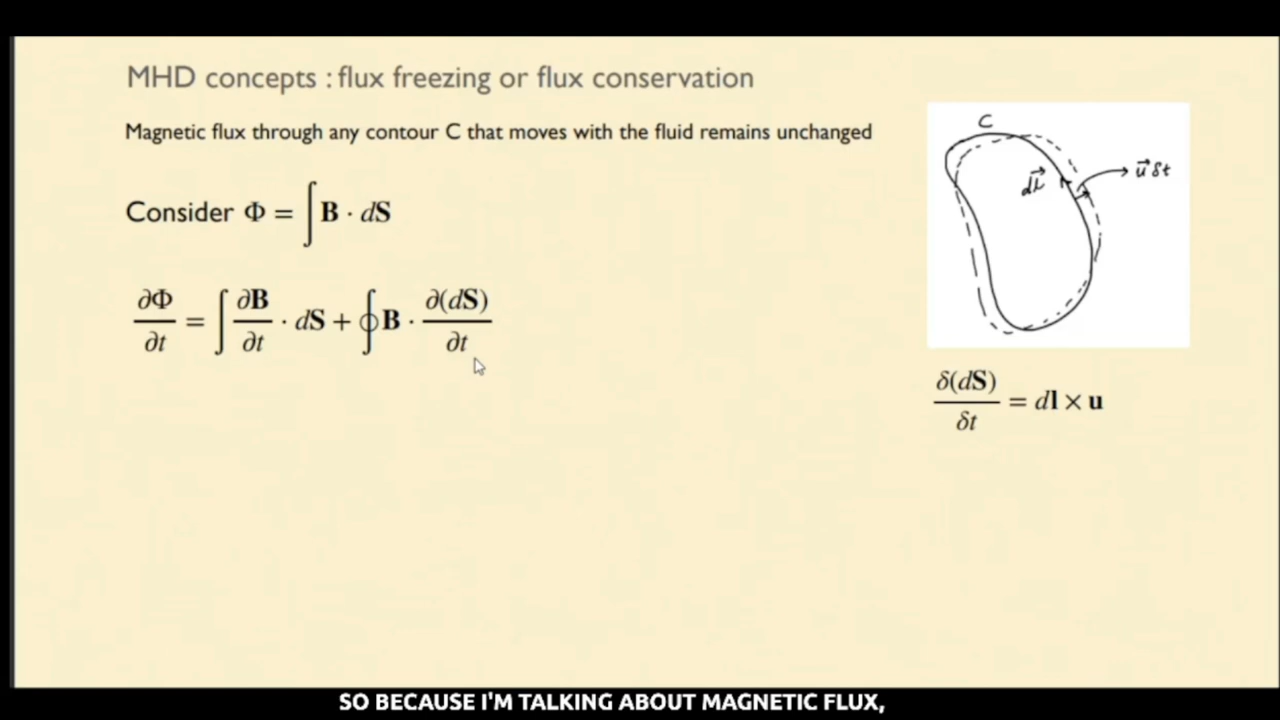 MHD concepts : flux freezing or flux conservation
Magnetic flux through any contour C that moves with the fluid remains unchanged
Consider Φ = ∫ B · dS
∂Φ/∂t = ∫ ∂B/∂t · dS + ∮ B · ∂(dS)/∂t
C
dl⃗
u⃗ δt
δ(dS)/δt = dl × u
SO BECAUSE I'M TALKING ABOUT MAGNETIC FLUX,